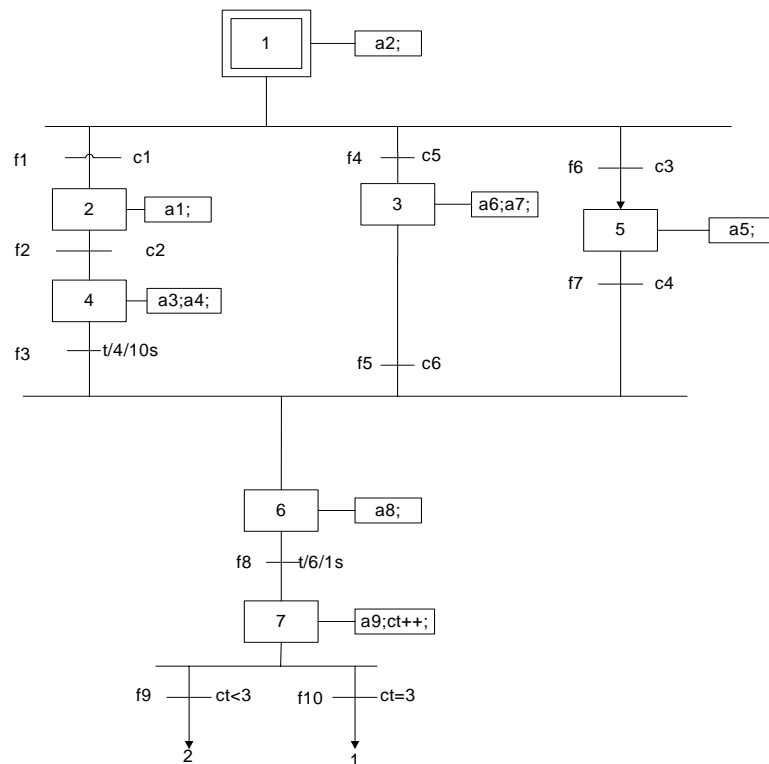 1 a2;
f1 c1 f4 c5 f6 c3
2 a1; 3 a6;a7;
5 a5;
f2 c2
f7 c4
4 a3;a4;
f3 t/4/10s
f5 c6
6 a8;
f8 t/6/1s
7 a9;ct++;
f9 ct<3 f10 ct=3
2 1